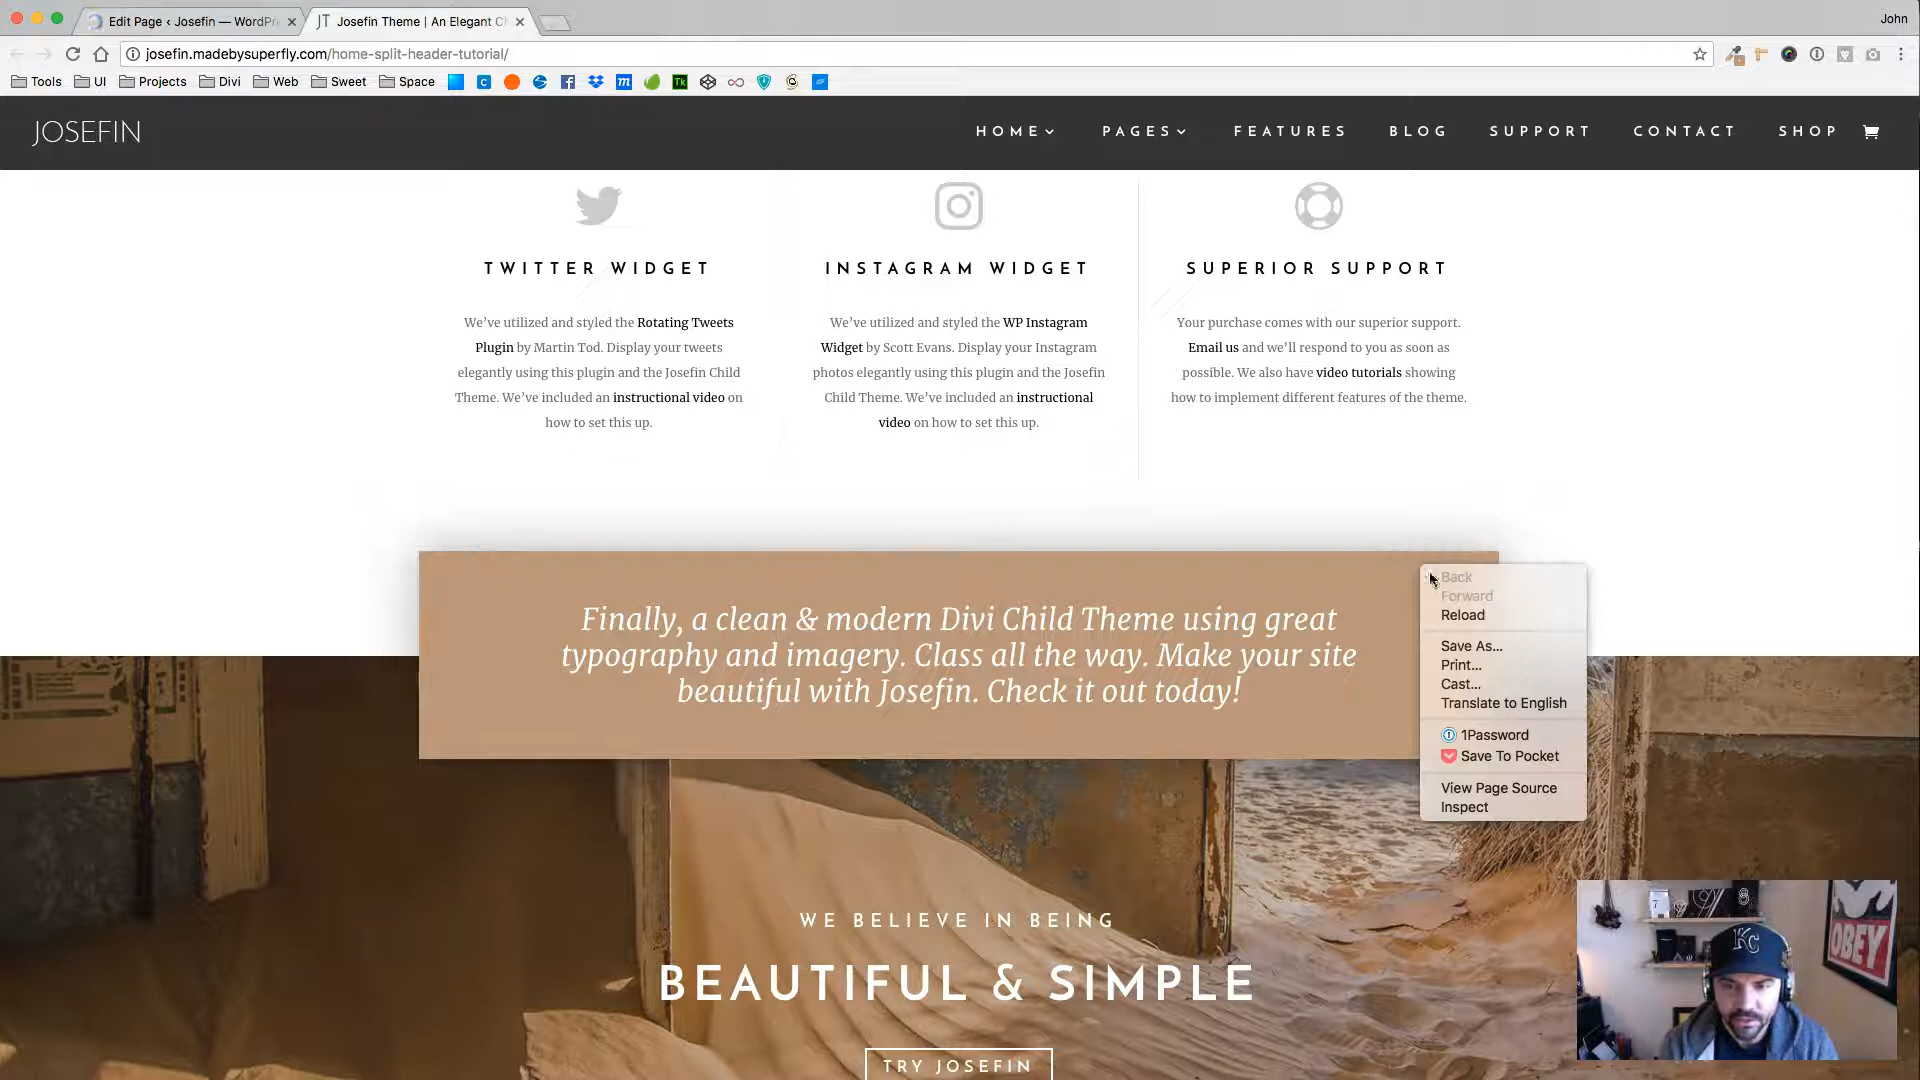 Edit Page ‹ Josefin — WordPre
JT Josefin Theme | An Elegant Ch
John
josefin.madebysuperfly.com/home-split-header-tutorial/
Tools UI Projects Divi Web Sweet Space
JOSEFIN
HOME PAGES FEATURES BLOG SUPPORT CONTACT SHOP
TWITTER WIDGET
We’ve utilized and styled the Rotating Tweets
Plugin by Martin Tod. Display your tweets
elegantly using this plugin and the Josefin Child
Theme. We’ve included an instructional video on
how to set this up.
INSTAGRAM WIDGET
We’ve utilized and styled the WP Instagram
Widget by Scott Evans. Display your Instagram
photos elegantly using this plugin and the Josefin
Child Theme. We’ve included an instructional
video on how to set this up.
SUPERIOR SUPPORT
Your purchase comes with our superior support.
Email us and we’ll respond to you as soon as
possible. We also have video tutorials showing
how to implement different features of the theme.
Finally, a clean & modern Divi Child Theme using great
typography and imagery. Class all the way. Make your site
beautiful with Josefin. Check it out today!
Back
Forward
Reload
Save As...
Print...
Cast...
Translate to English
1Password
Save To Pocket
View Page Source
Inspect
WE BELIEVE IN BEING
BEAUTIFUL & SIMPLE
TRY JOSEFIN
KC
OBEY